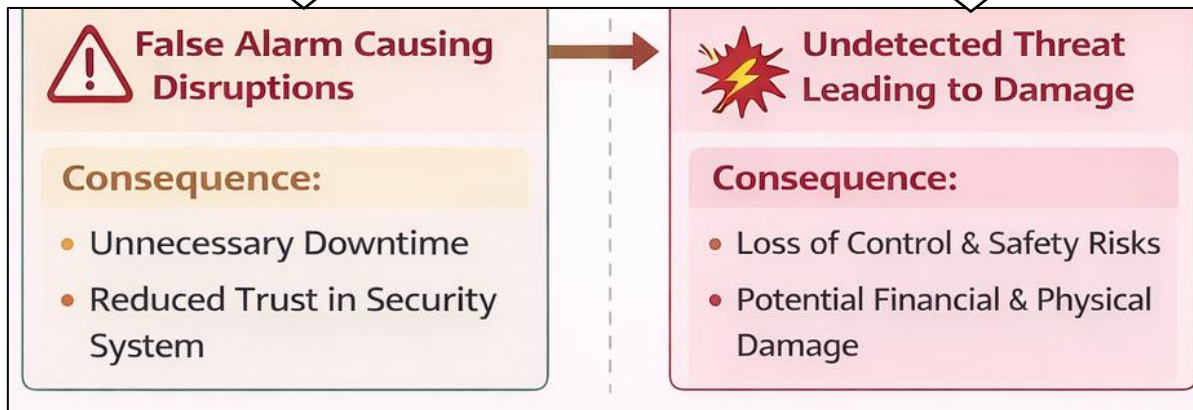 False Alarm Causing
Disruptions
Consequence:
• Unnecessary Downtime
• Reduced Trust in Security
System
Undetected Threat
Leading to Damage
Consequence:
• Loss of Control & Safety Risks
• Potential Financial & Physical
Damage